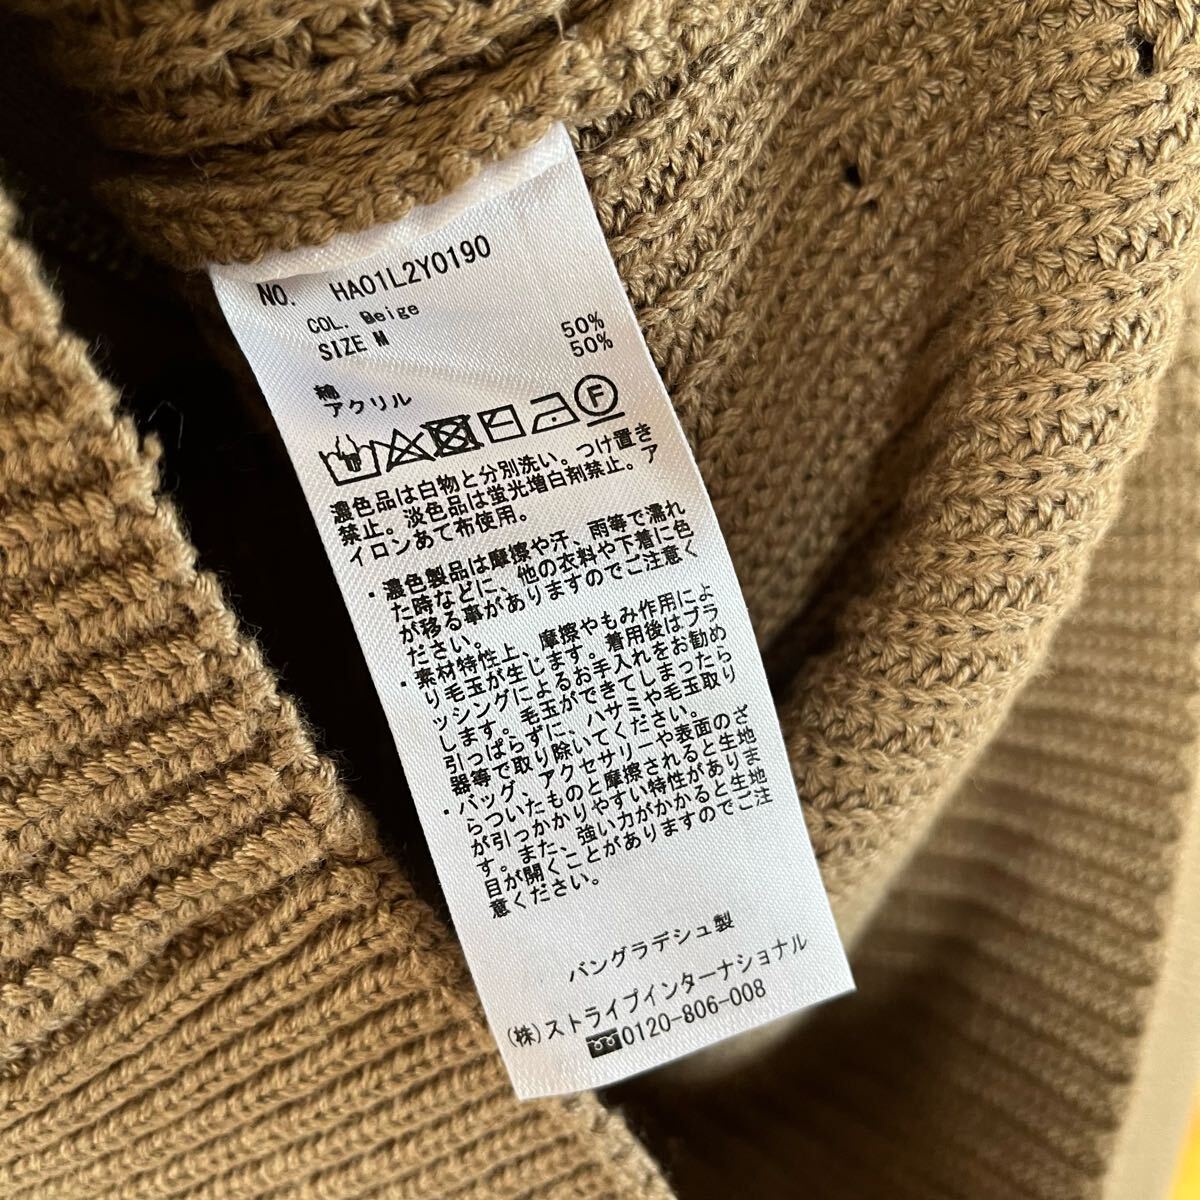 NO. HA01L2Y0190
COL. Beige
SIZE M
綿 50%
アクリル 50%
F
濃色品は白物と分別洗い。つけ置き
禁止。淡色品は蛍光増白剤禁止。ア
イロンあて布使用。
・濃色製品は摩擦や汗、雨等で濡れ
た時などに、他の衣料や下着に色
が移る事がありますのでご注意く
ださい。
・素材特性上、摩擦やもみ作用によ
り毛玉が生じます。着用後はブラ
ッシングによるお手入れをお勧め
します。毛玉ができてしまったら
引っぱらずに、ハサミや毛玉取り
器等で取り除いてください。
・バッグ、アクセサリーや表面のざ
らついたものと摩擦されると生地
が引っかかりやすい特性がありま
す。また、強い力がかかると生地
目が開くことがありますのでご注
意ください。
バングラデシュ製
(株)ストライプインターナショナル
0120-806-008